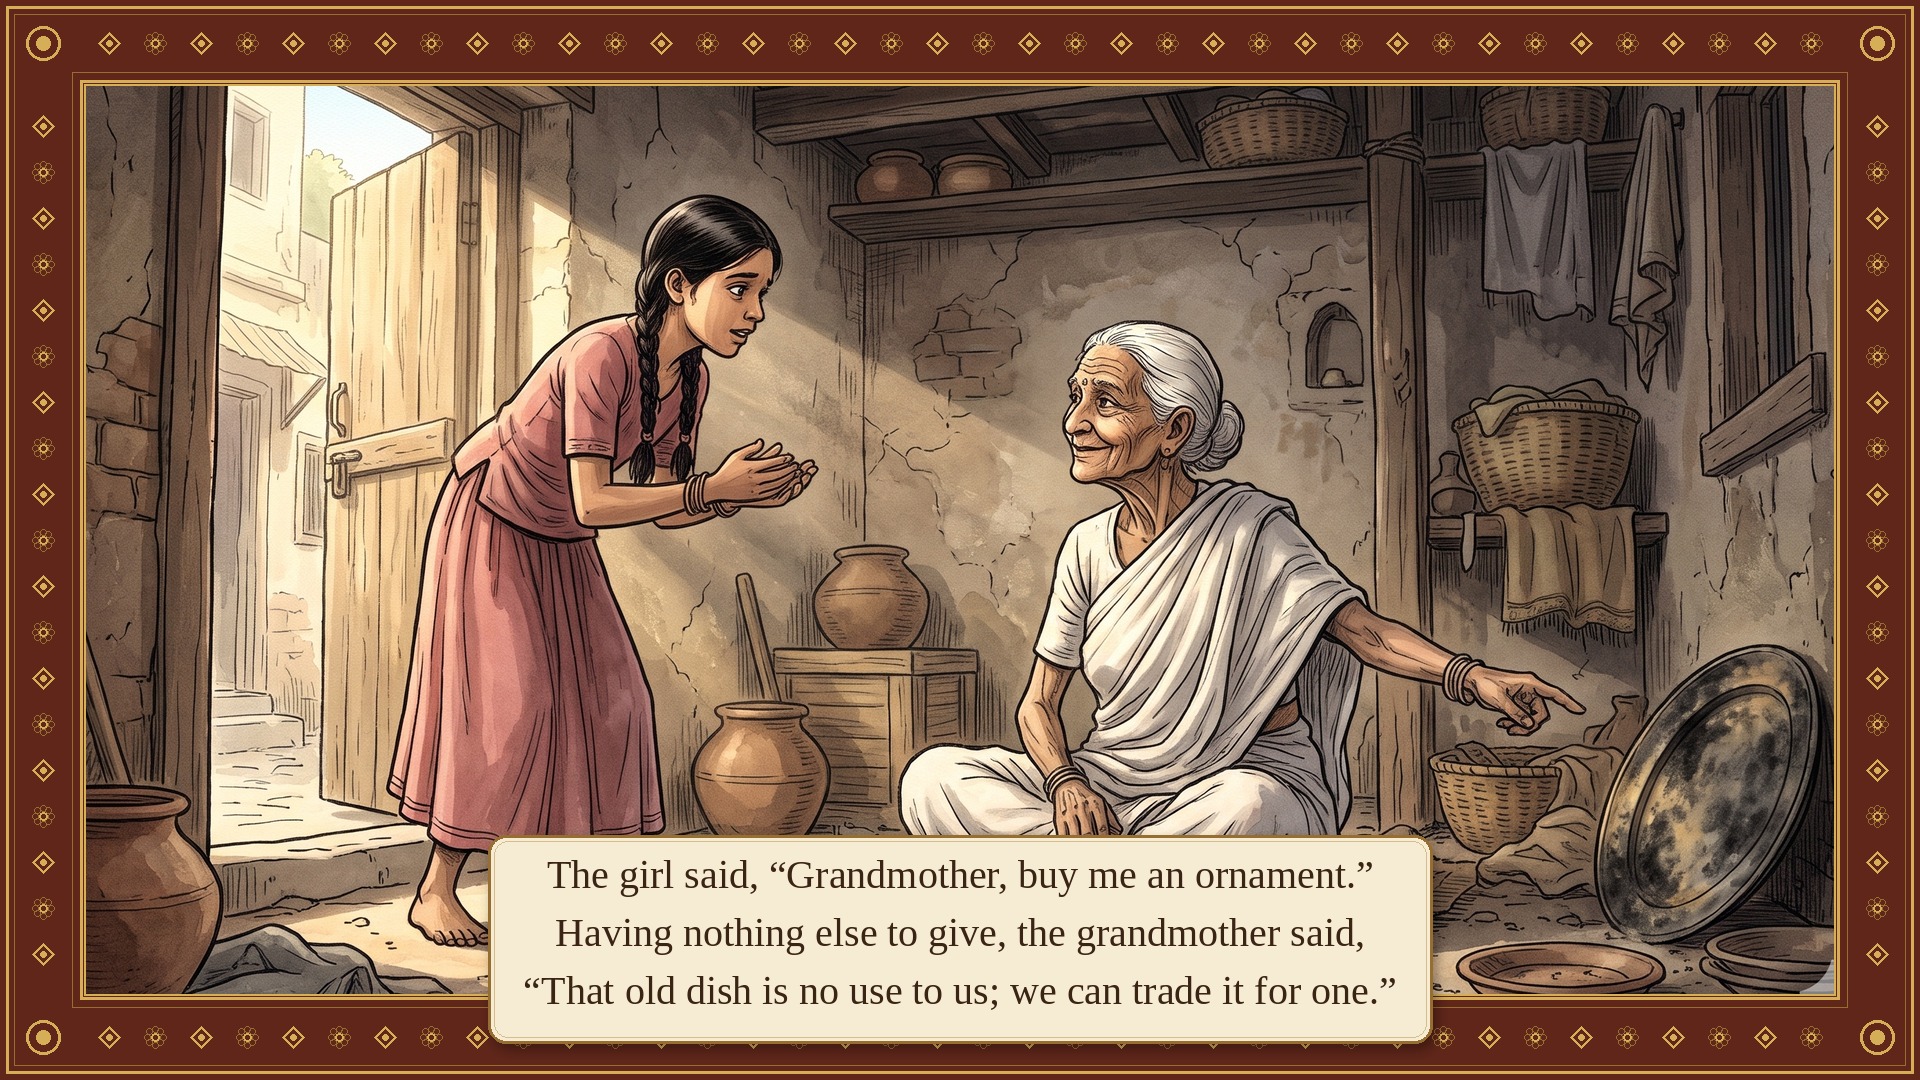 The girl said, “Grandmother, buy me an ornament.”
Having nothing else to give, the grandmother said,
“That old dish is no use to us; we can trade it for one.”